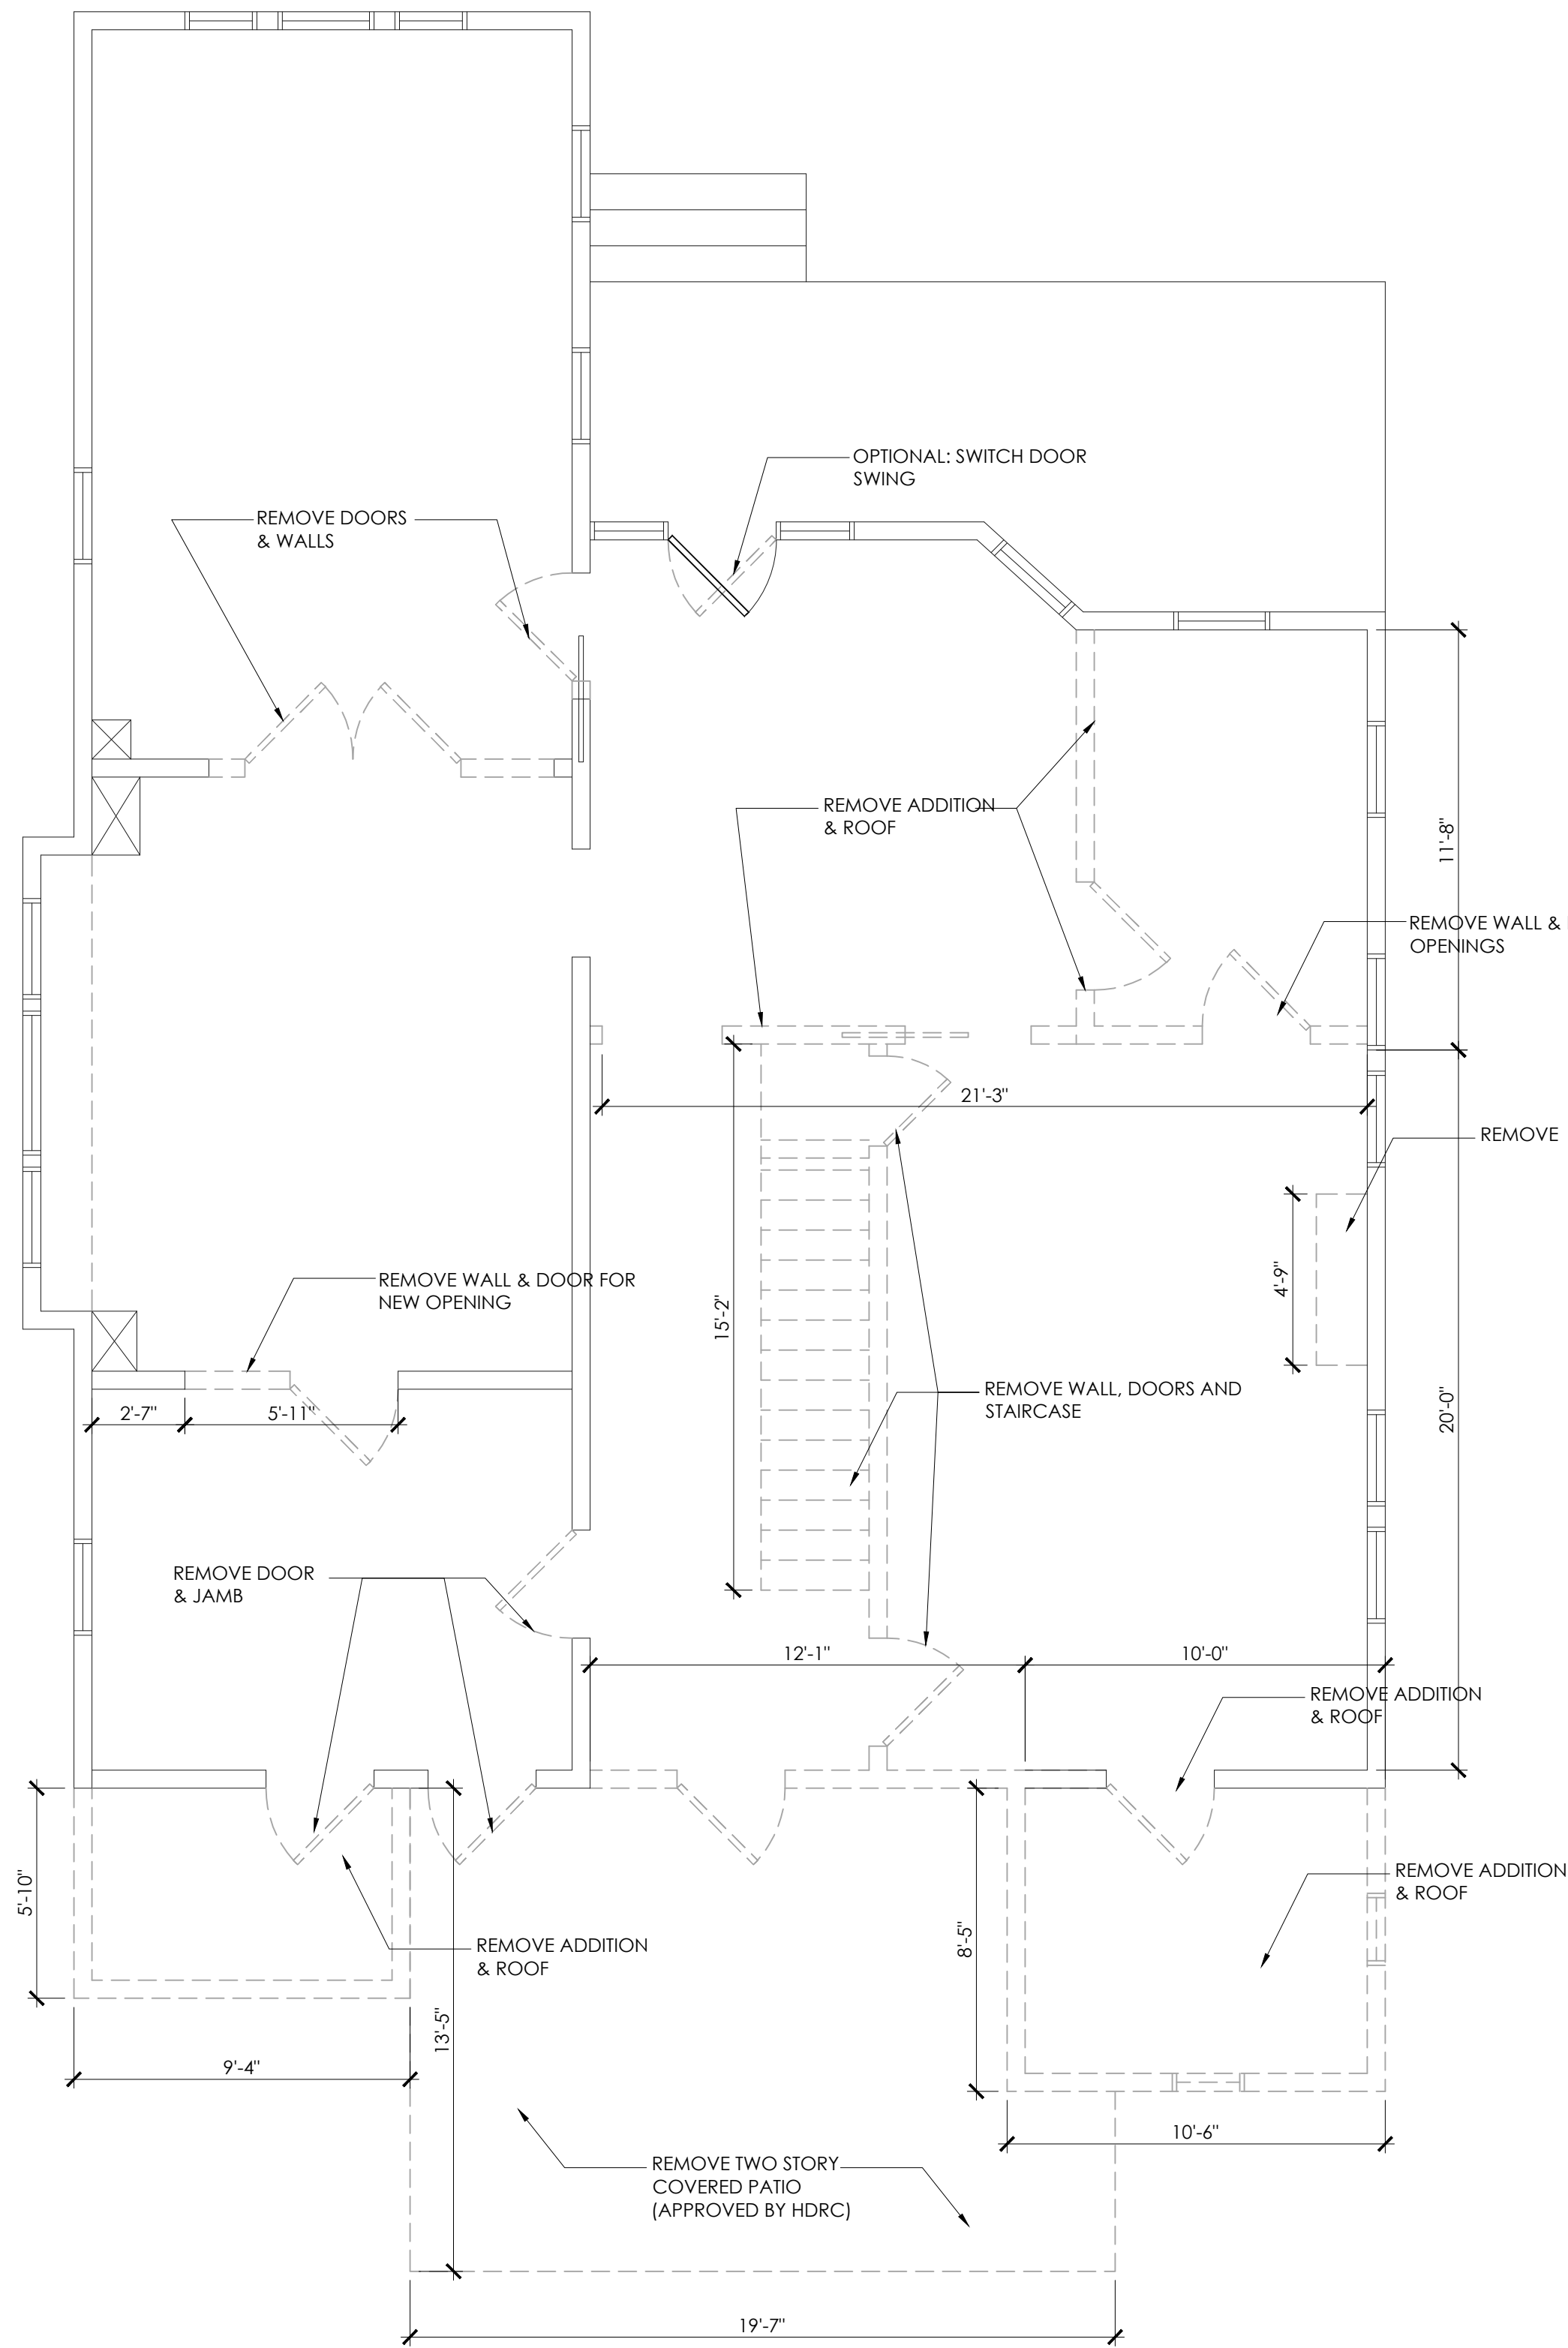 OPTIONAL: SWITCH DOOR
SWING
REMOVE DOORS
& WALLS
REMOVE ADDITION
& ROOF
11'-8"
REMOVE WALL &
OPENINGS
21'-3"
REMOVE
4'-9"
REMOVE WALL & DOOR FOR
NEW OPENING
15'-2"
REMOVE WALL, DOORS AND
STAIRCASE
20'-0"
2'-7"
5'-11"
REMOVE DOOR
& JAMB
12'-1"
10'-0"
REMOVE ADDITION
& ROOF
5'-10"
REMOVE ADDITION
& ROOF
8'-5"
REMOVE ADDITION
& ROOF
13'-5"
9'-4"
10'-6"
REMOVE TWO STORY
COVERED PATIO
(APPROVED BY HDRC)
19'-7"